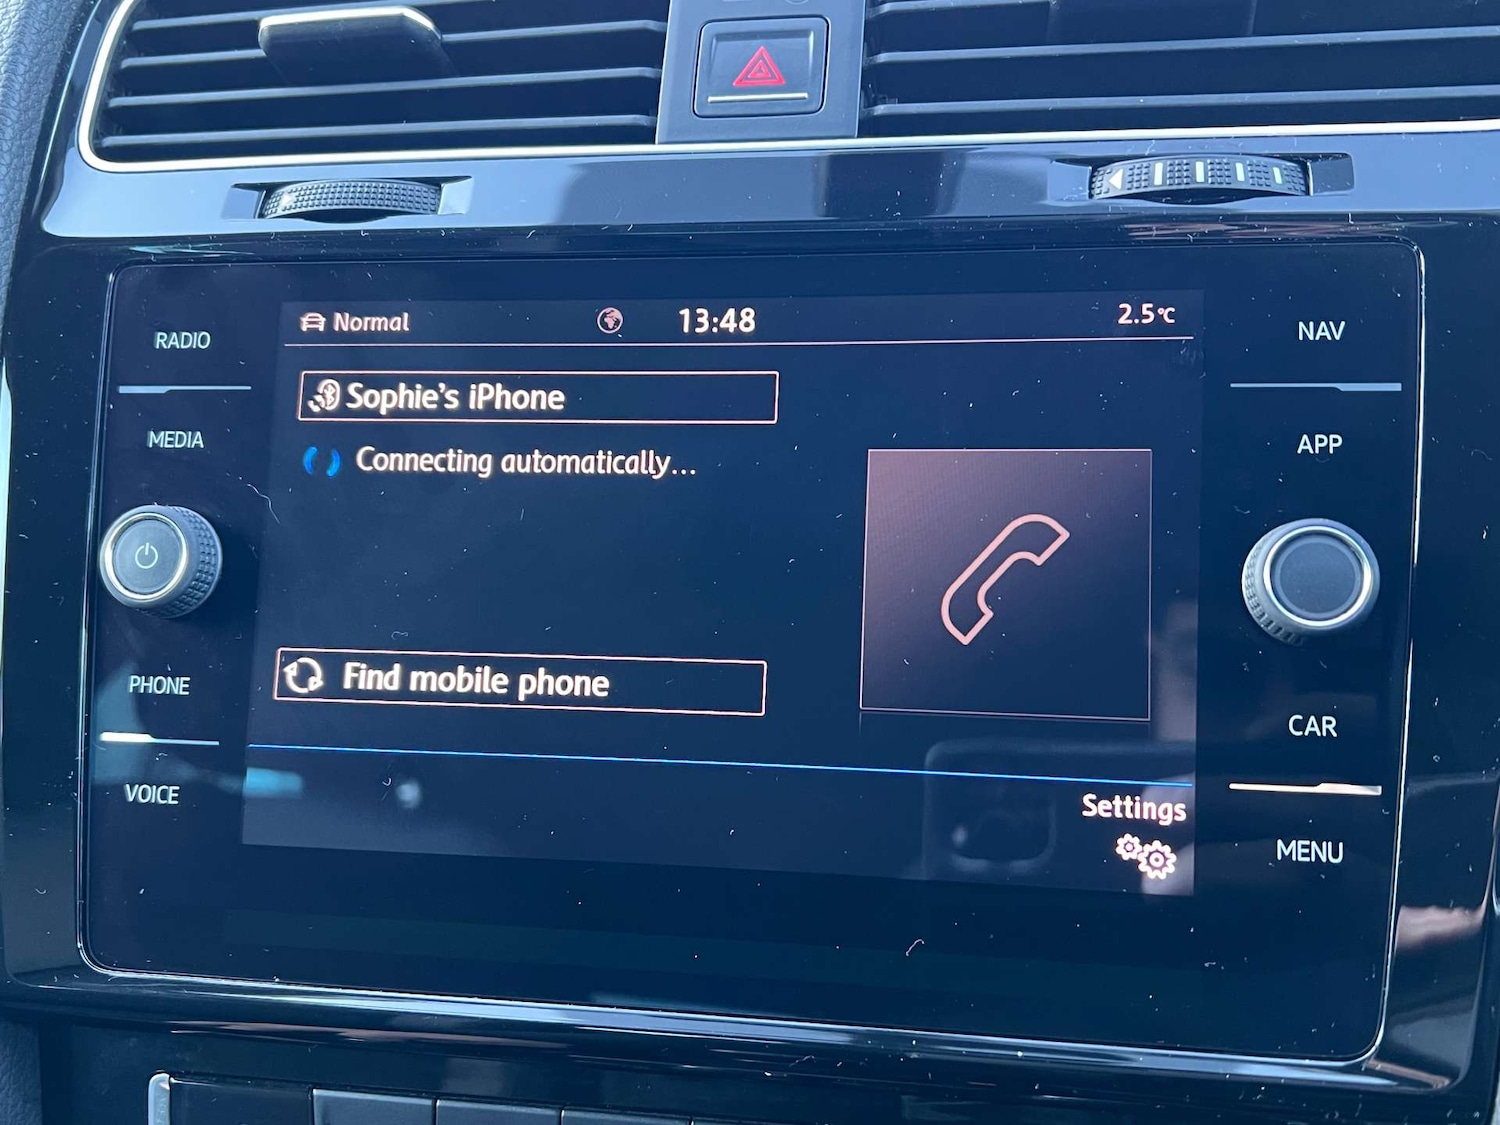 Normal 13:48 2.5°C
RADIO
MEDIA
PHONE
VOICE
Sophie's iPhone
Connecting automatically...
Find mobile phone
Settings
NAV
APP
CAR
MENU